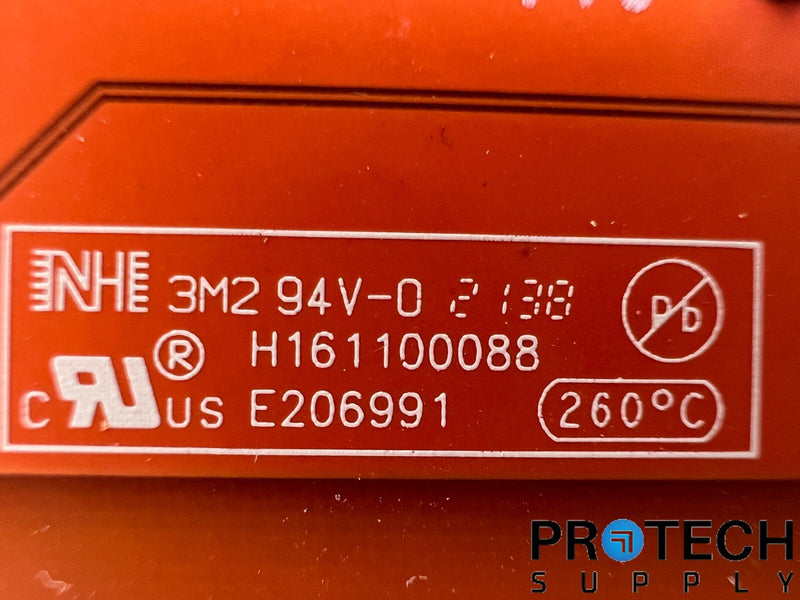 NHE 3M2 94V-0 2138 Pb
® H161100088
C RU US E206991 260°C
PROTECH
SUPPLY